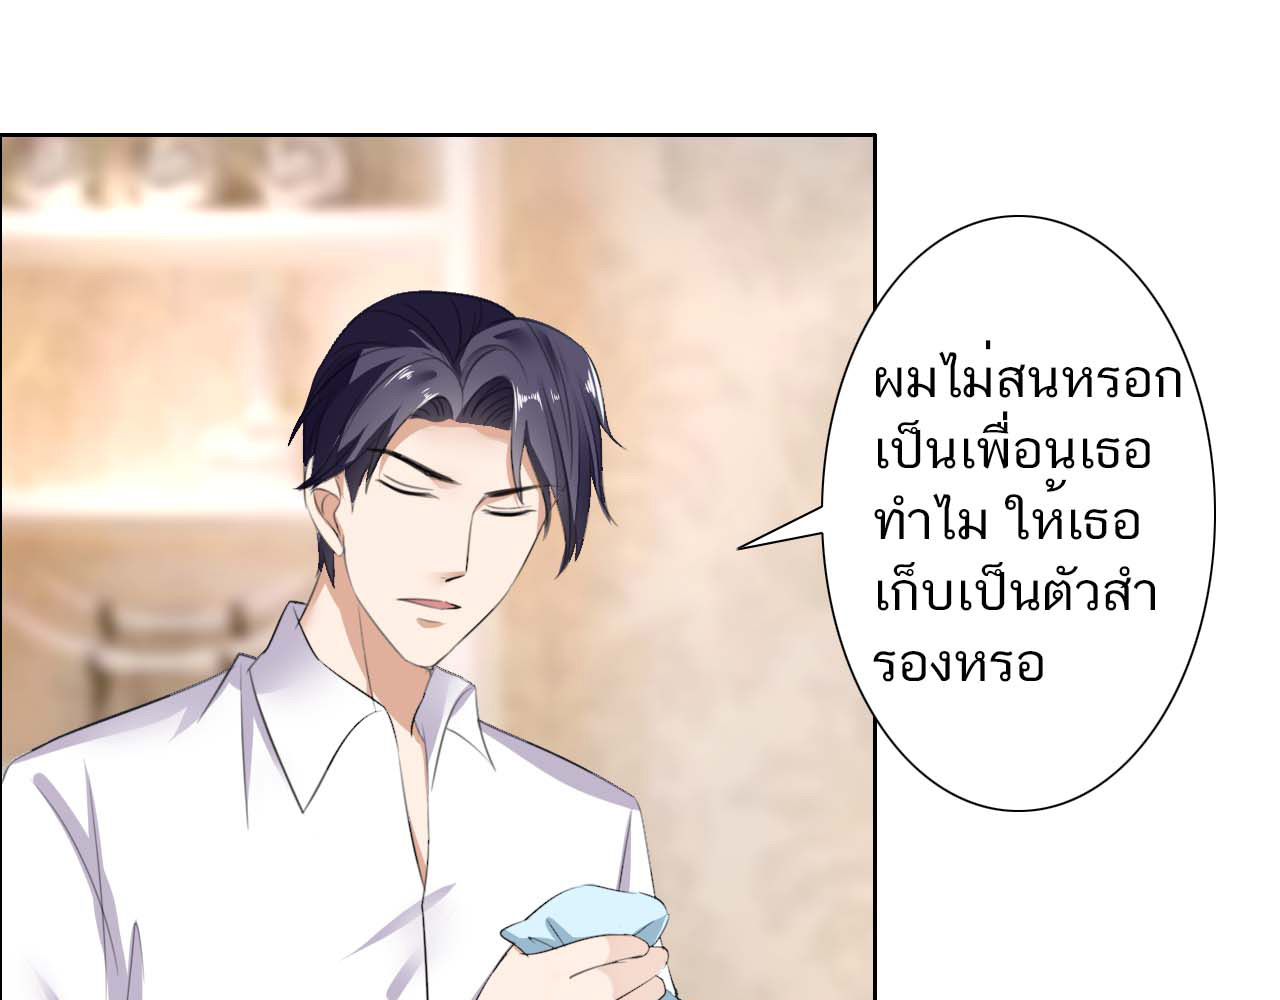 ผมไม่สนหรอก
เป็นเพื่อนเธอ
ทำไม ให้เธอ
เก็บเป็นตัวสำ
รองหรอ